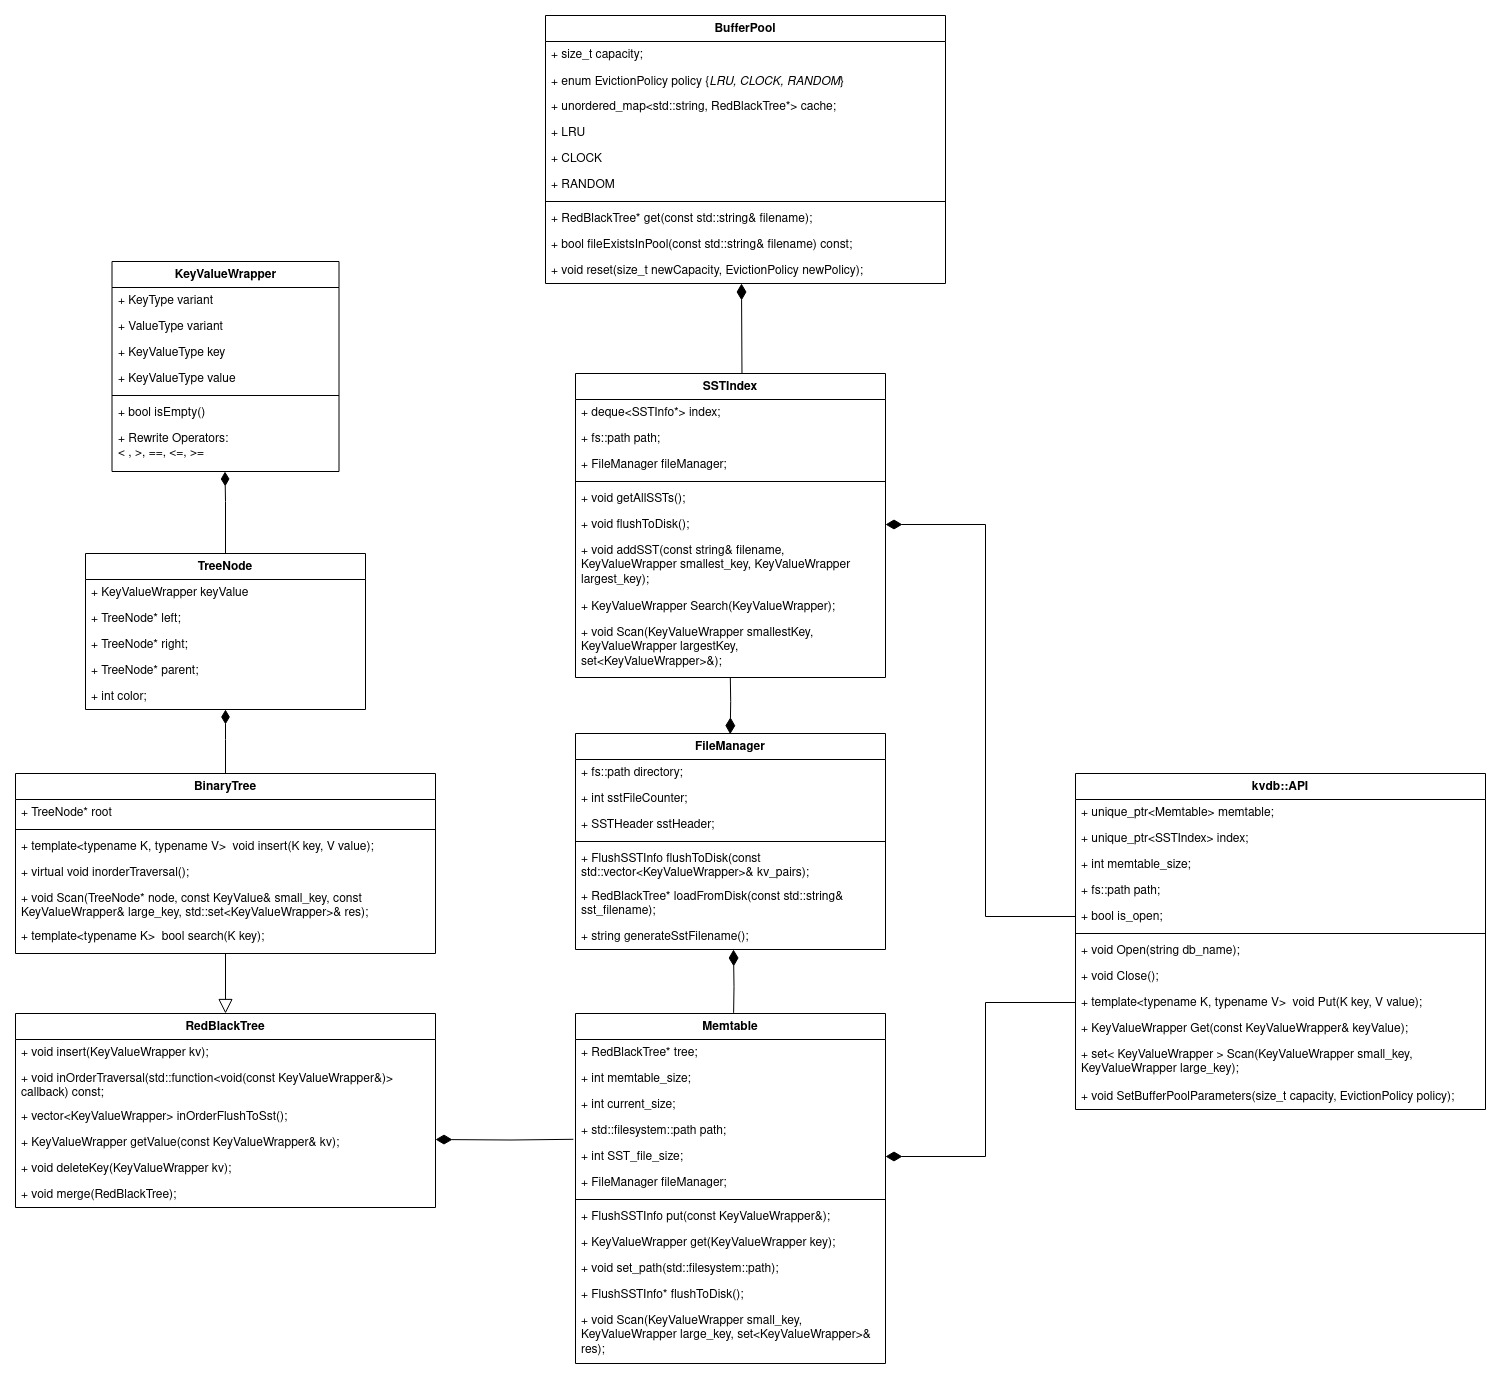 BufferPool
+ size_t capacity;
+ enum EvictionPolicy policy {LRU, CLOCK, RANDOM}
+ unordered_map<std::string, RedBlackTree*> cache;
+ LRU
+ CLOCK
+ RANDOM
+ RedBlackTree* get(const std::string& filename);
+ bool fileExistsInPool(const std::string& filename) const;
+ void reset(size_t newCapacity, EvictionPolicy newPolicy);
KeyValueWrapper
+ KeyType variant
+ ValueType variant
+ KeyValueType key
+ KeyValueType value
+ bool isEmpty()
+ Rewrite Operators:
< , >, ==, <=, >=
SSTIndex
+ deque<SSTInfo*> index;
+ fs::path path;
+ FileManager fileManager;
+ void getAllSSTs();
+ void flushToDisk();
+ void addSST(const string& filename,
KeyValueWrapper smallest_key, KeyValueWrapper
largest_key);
+ KeyValueWrapper Search(KeyValueWrapper);
+ void Scan(KeyValueWrapper smallestKey,
KeyValueWrapper largestKey,
set<KeyValueWrapper>&);
TreeNode
+ KeyValueWrapper keyValue
+ TreeNode* left;
+ TreeNode* right;
+ TreeNode* parent;
+ int color;
BinaryTree
+ TreeNode* root
+ template<typename K, typename V>  void insert(K key, V value);
+ virtual void inorderTraversal();
+ void Scan(TreeNode* node, const KeyValue& small_key, const
KeyValueWrapper& large_key, std::set<KeyValueWrapper>& res);
+ template<typename K>  bool search(K key);
FileManager
+ fs::path directory;
+ int sstFileCounter;
+ SSTHeader sstHeader;
+ FlushSSTInfo flushToDisk(const
std::vector<KeyValueWrapper>& kv_pairs);
+ RedBlackTree* loadFromDisk(const std::string&
sst_filename);
+ string generateSstFilename();
kvdb::API
+ unique_ptr<Memtable> memtable;
+ unique_ptr<SSTIndex> index;
+ int memtable_size;
+ fs::path path;
+ bool is_open;
+ void Open(string db_name);
+ void Close();
+ template<typename K, typename V>  void Put(K key, V value);
+ KeyValueWrapper Get(const KeyValueWrapper& keyValue);
+ set< KeyValueWrapper > Scan(KeyValueWrapper small_key,
KeyValueWrapper large_key);
+ void SetBufferPoolParameters(size_t capacity, EvictionPolicy policy);
RedBlackTree
+ void insert(KeyValueWrapper kv);
+ void inOrderTraversal(std::function<void(const KeyValueWrapper&)>
callback) const;
+ vector<KeyValueWrapper> inOrderFlushToSst();
+ KeyValueWrapper getValue(const KeyValueWrapper& kv);
+ void deleteKey(KeyValueWrapper kv);
+ void merge(RedBlackTree);
Memtable
+ RedBlackTree* tree;
+ int memtable_size;
+ int current_size;
+ std::filesystem::path path;
+ int SST_file_size;
+ FileManager fileManager;
+ FlushSSTInfo put(const KeyValueWrapper&);
+ KeyValueWrapper get(KeyValueWrapper key);
+ void set_path(std::filesystem::path);
+ FlushSSTInfo* flushToDisk();
+ void Scan(KeyValueWrapper small_key,
KeyValueWrapper large_key, set<KeyValueWrapper>&
res);